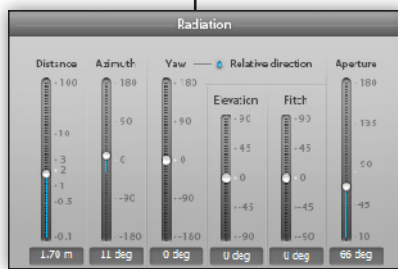 Radiation
Distance Azimuth Yaw Relative direction Aperture
Elevation Pitch
100 180 180 180
10 90 90 90 90 135
3 45 45
2 0 0 0 0 90
1
0.5 -90 -90 -45 -45 45
0.1 -180 -180 -90 -90 10
1.70 m 11 deg 0 deg 0 deg 0 deg 66 deg